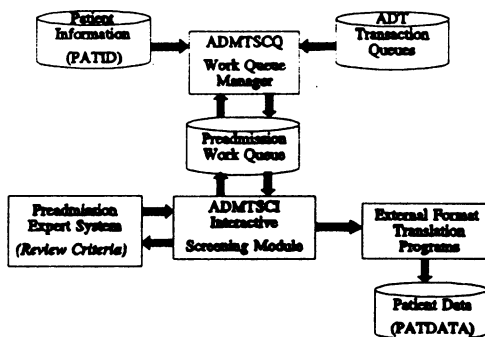 Patient
Information
(PATID)
ADMTSCQ
Work Queue
Manager
ADT
Transaction
Queues
Preadmission
Work Queue
Preadmission
Expert System
(Review Criteria)
ADMTSCI
Interactive
Screening Module
External Format
Translation
Programs
Patient Data
(PATDATA)